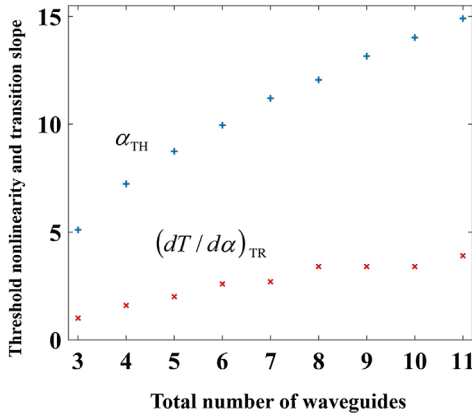 Threshold nonlinearity and transition slope
15
10
5
0
α_TH
(dT / dα)_TR
3 4 5 6 7 8 9 10 11
Total number of waveguides